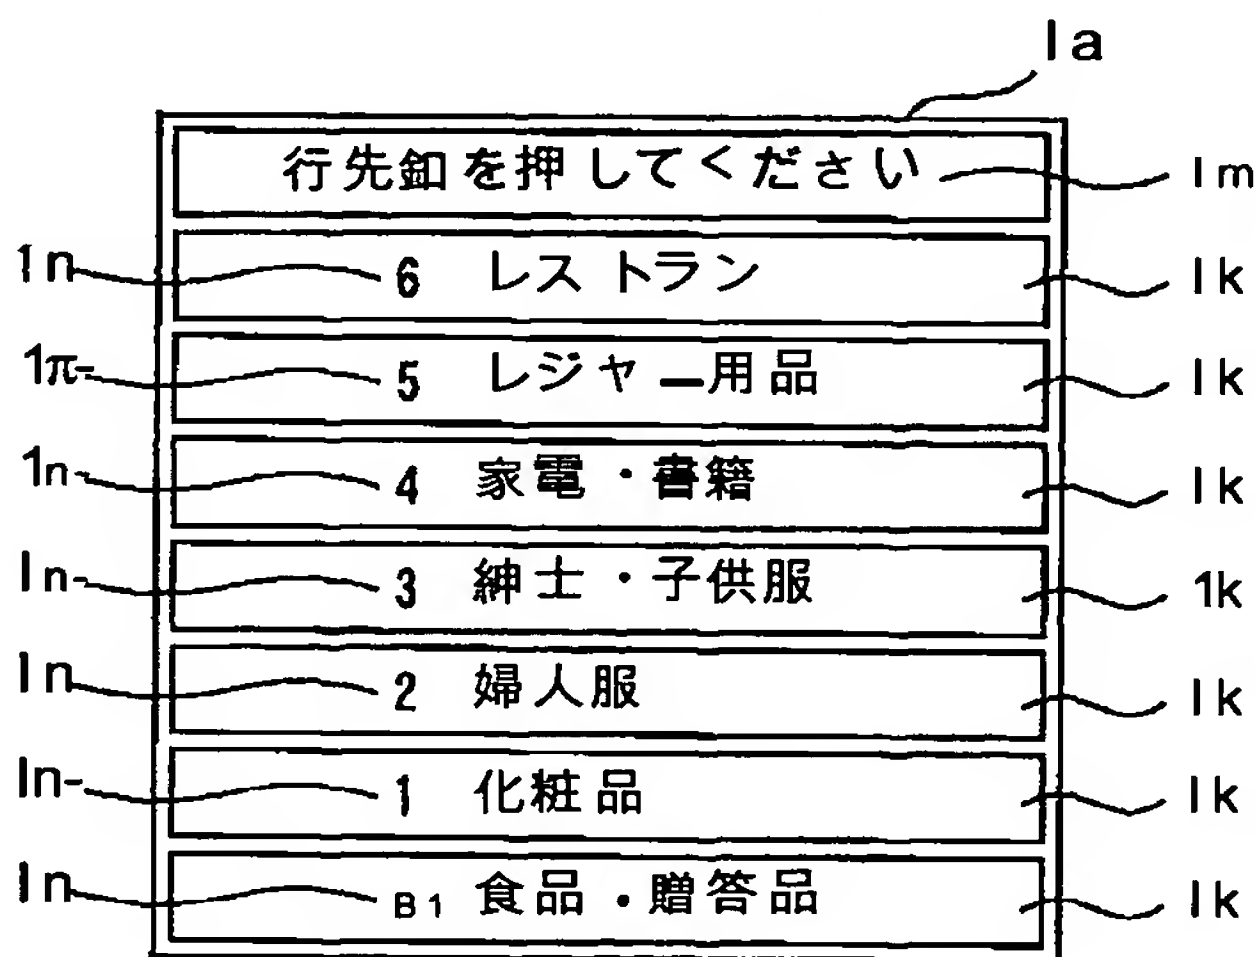 1a
行先釦を押してください 1m
1n 6 レストラン 1k
1π 5 レジャー用品 1k
1n 4 家電・書籍 1k
1n 3 紳士・子供服 1k
1n 2 婦人服 1k
1n 1 化粧品 1k
1n B1 食品・贈答品 1k